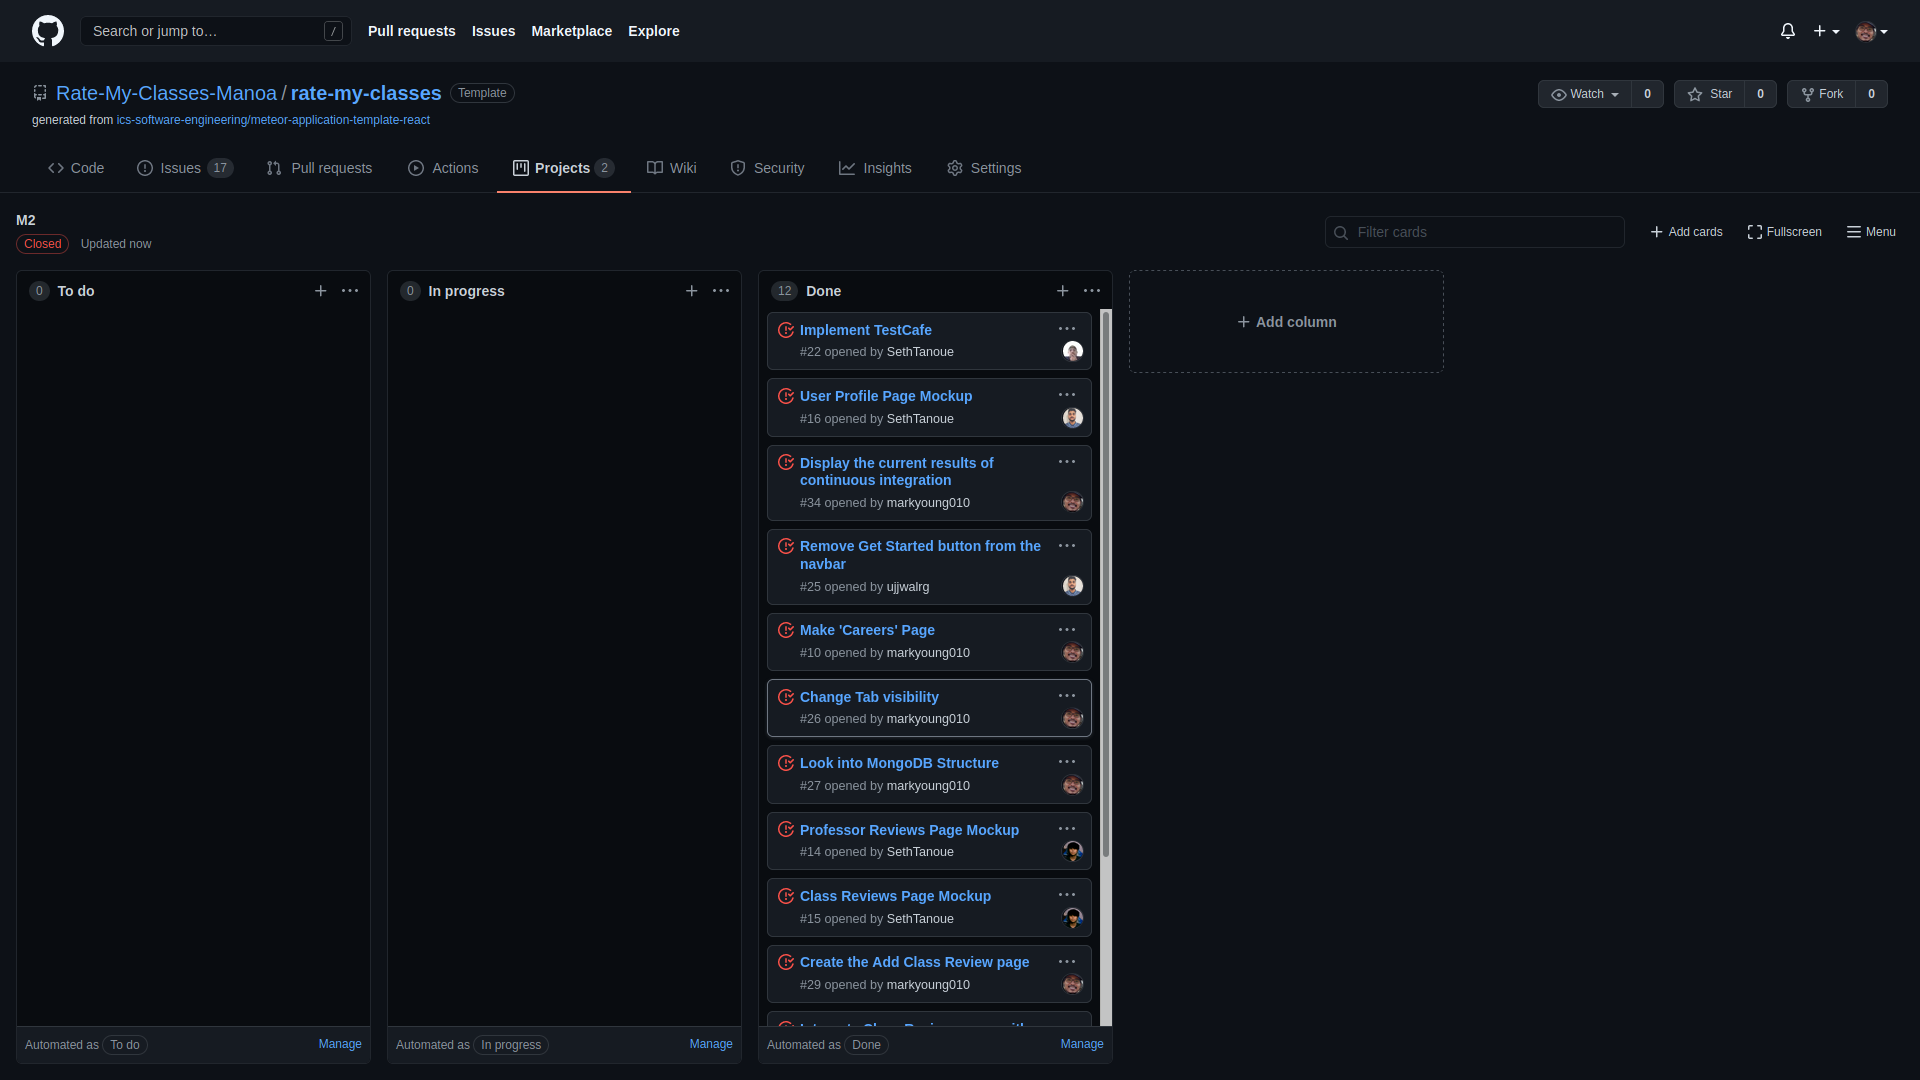 Search or jump to…
/
Pull requests
Issues
Marketplace
Explore
Rate-My-Classes-Manoa / rate-my-classes
Template
generated from ics-software-engineering/meteor-application-template-react
Watch 0
Star 0
Fork 0
Code
Issues 17
Pull requests
Actions
Projects 2
Wiki
Security
Insights
Settings
M2
Closed
Updated now
Filter cards
Add cards
Fullscreen
Menu
0 To do
Automated as To do
Manage
0 In progress
Automated as In progress
Manage
12 Done
Implement TestCafe
#22 opened by SethTanoue
User Profile Page Mockup
#16 opened by SethTanoue
Display the current results of
continuous integration
#34 opened by markyoung010
Remove Get Started button from the
navbar
#25 opened by ujjwalrg
Make 'Careers' Page
#10 opened by markyoung010
Change Tab visibility
#26 opened by markyoung010
Look into MongoDB Structure
#27 opened by markyoung010
Professor Reviews Page Mockup
#14 opened by SethTanoue
Class Reviews Page Mockup
#15 opened by SethTanoue
Create the Add Class Review page
#29 opened by markyoung010
Automated as Done
Manage
Add column